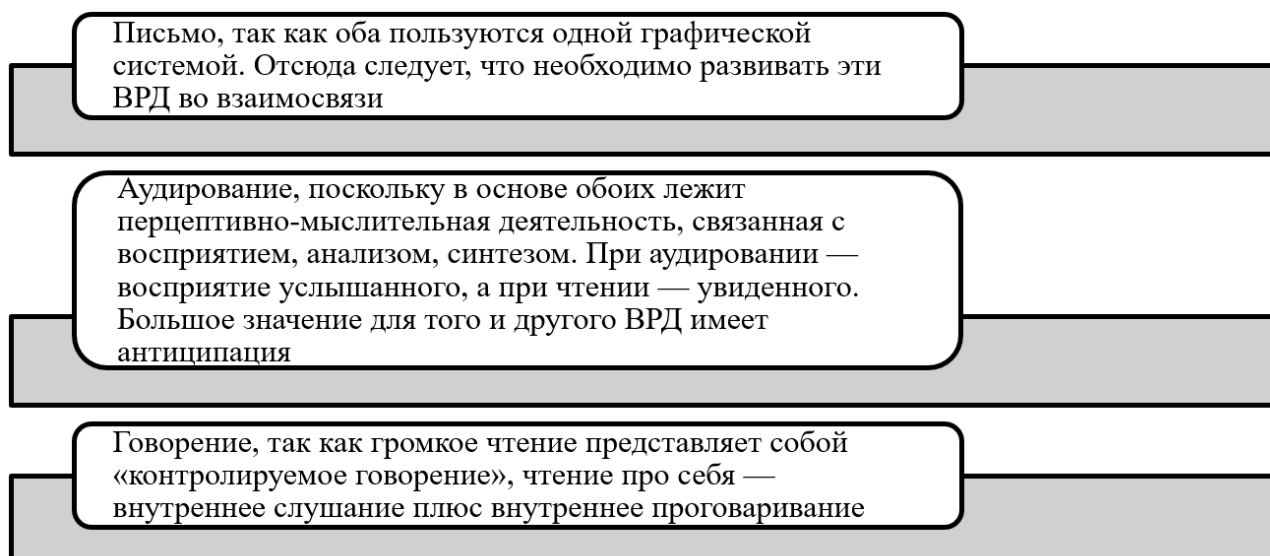 Письмо, так как оба пользуются одной графической
системой. Отсюда следует, что необходимо развивать эти
ВРД во взаимосвязи
Аудирование, поскольку в основе обоих лежит
перцептивно-мыслительная деятельность, связанная с
восприятием, анализом, синтезом. При аудировании —
восприятие услышанного, а при чтении — увиденного.
Большое значение для того и другого ВРД имеет
антиципация
Говорение, так как громкое чтение представляет собой
«контролируемое говорение», чтение про себя —
внутреннее слушание плюс внутреннее проговаривание